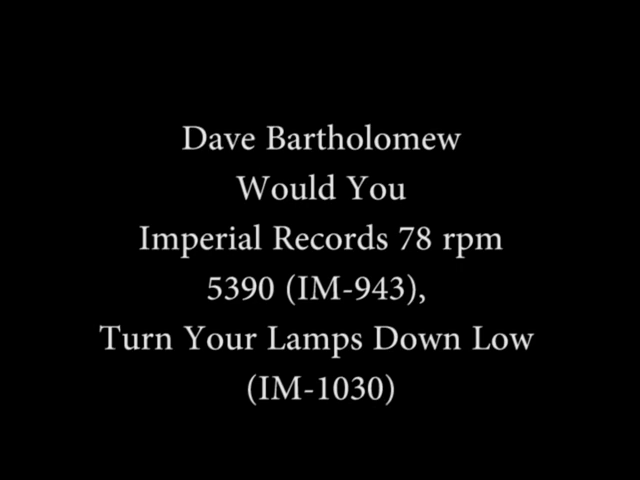 Dave Bartholomew
Would You
Imperial Records 78 rpm
5390 (IM-943),
Turn Your Lamps Down Low
(IM-1030)